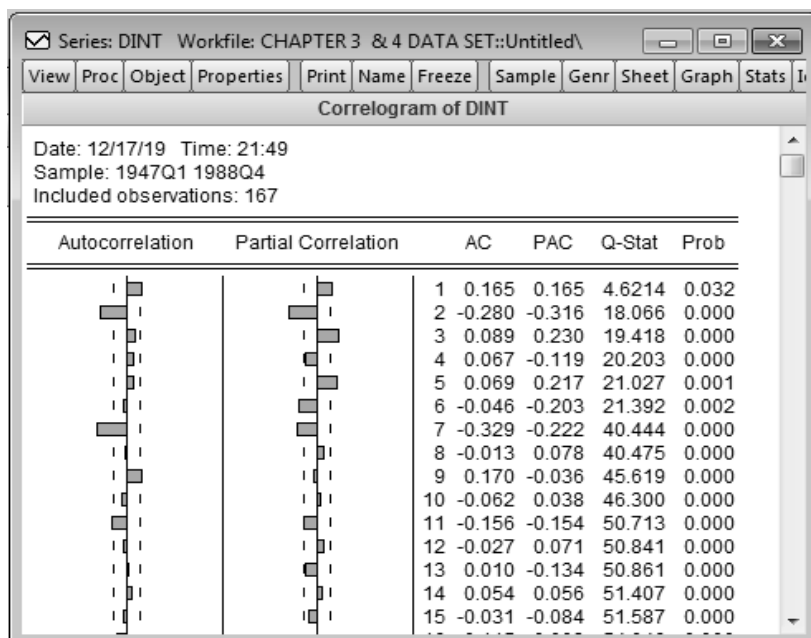 Series: DINT Workfile: CHAPTER 3 & 4 DATA SET::Untitled\
View Proc Object Properties Print Name Freeze Sample Genr Sheet Graph Stats
Correlogram of DINT
Date: 12/17/19 Time: 21:49
Sample: 1947Q1 1988Q4
Included observations: 167
Autocorrelation Partial Correlation AC PAC Q-Stat Prob
1 0.165 0.165 4.6214 0.032
2 -0.280 -0.316 18.066 0.000
3 0.089 0.230 19.418 0.000
4 0.067 -0.119 20.203 0.000
5 0.069 0.217 21.027 0.001
6 -0.046 -0.203 21.392 0.002
7 -0.329 -0.222 40.444 0.000
8 -0.013 0.078 40.475 0.000
9 0.170 -0.036 45.619 0.000
10 -0.062 0.038 46.300 0.000
11 -0.156 -0.154 50.713 0.000
12 -0.027 0.071 50.841 0.000
13 0.010 -0.134 50.861 0.000
14 0.054 0.056 51.407 0.000
15 -0.031 -0.084 51.587 0.000